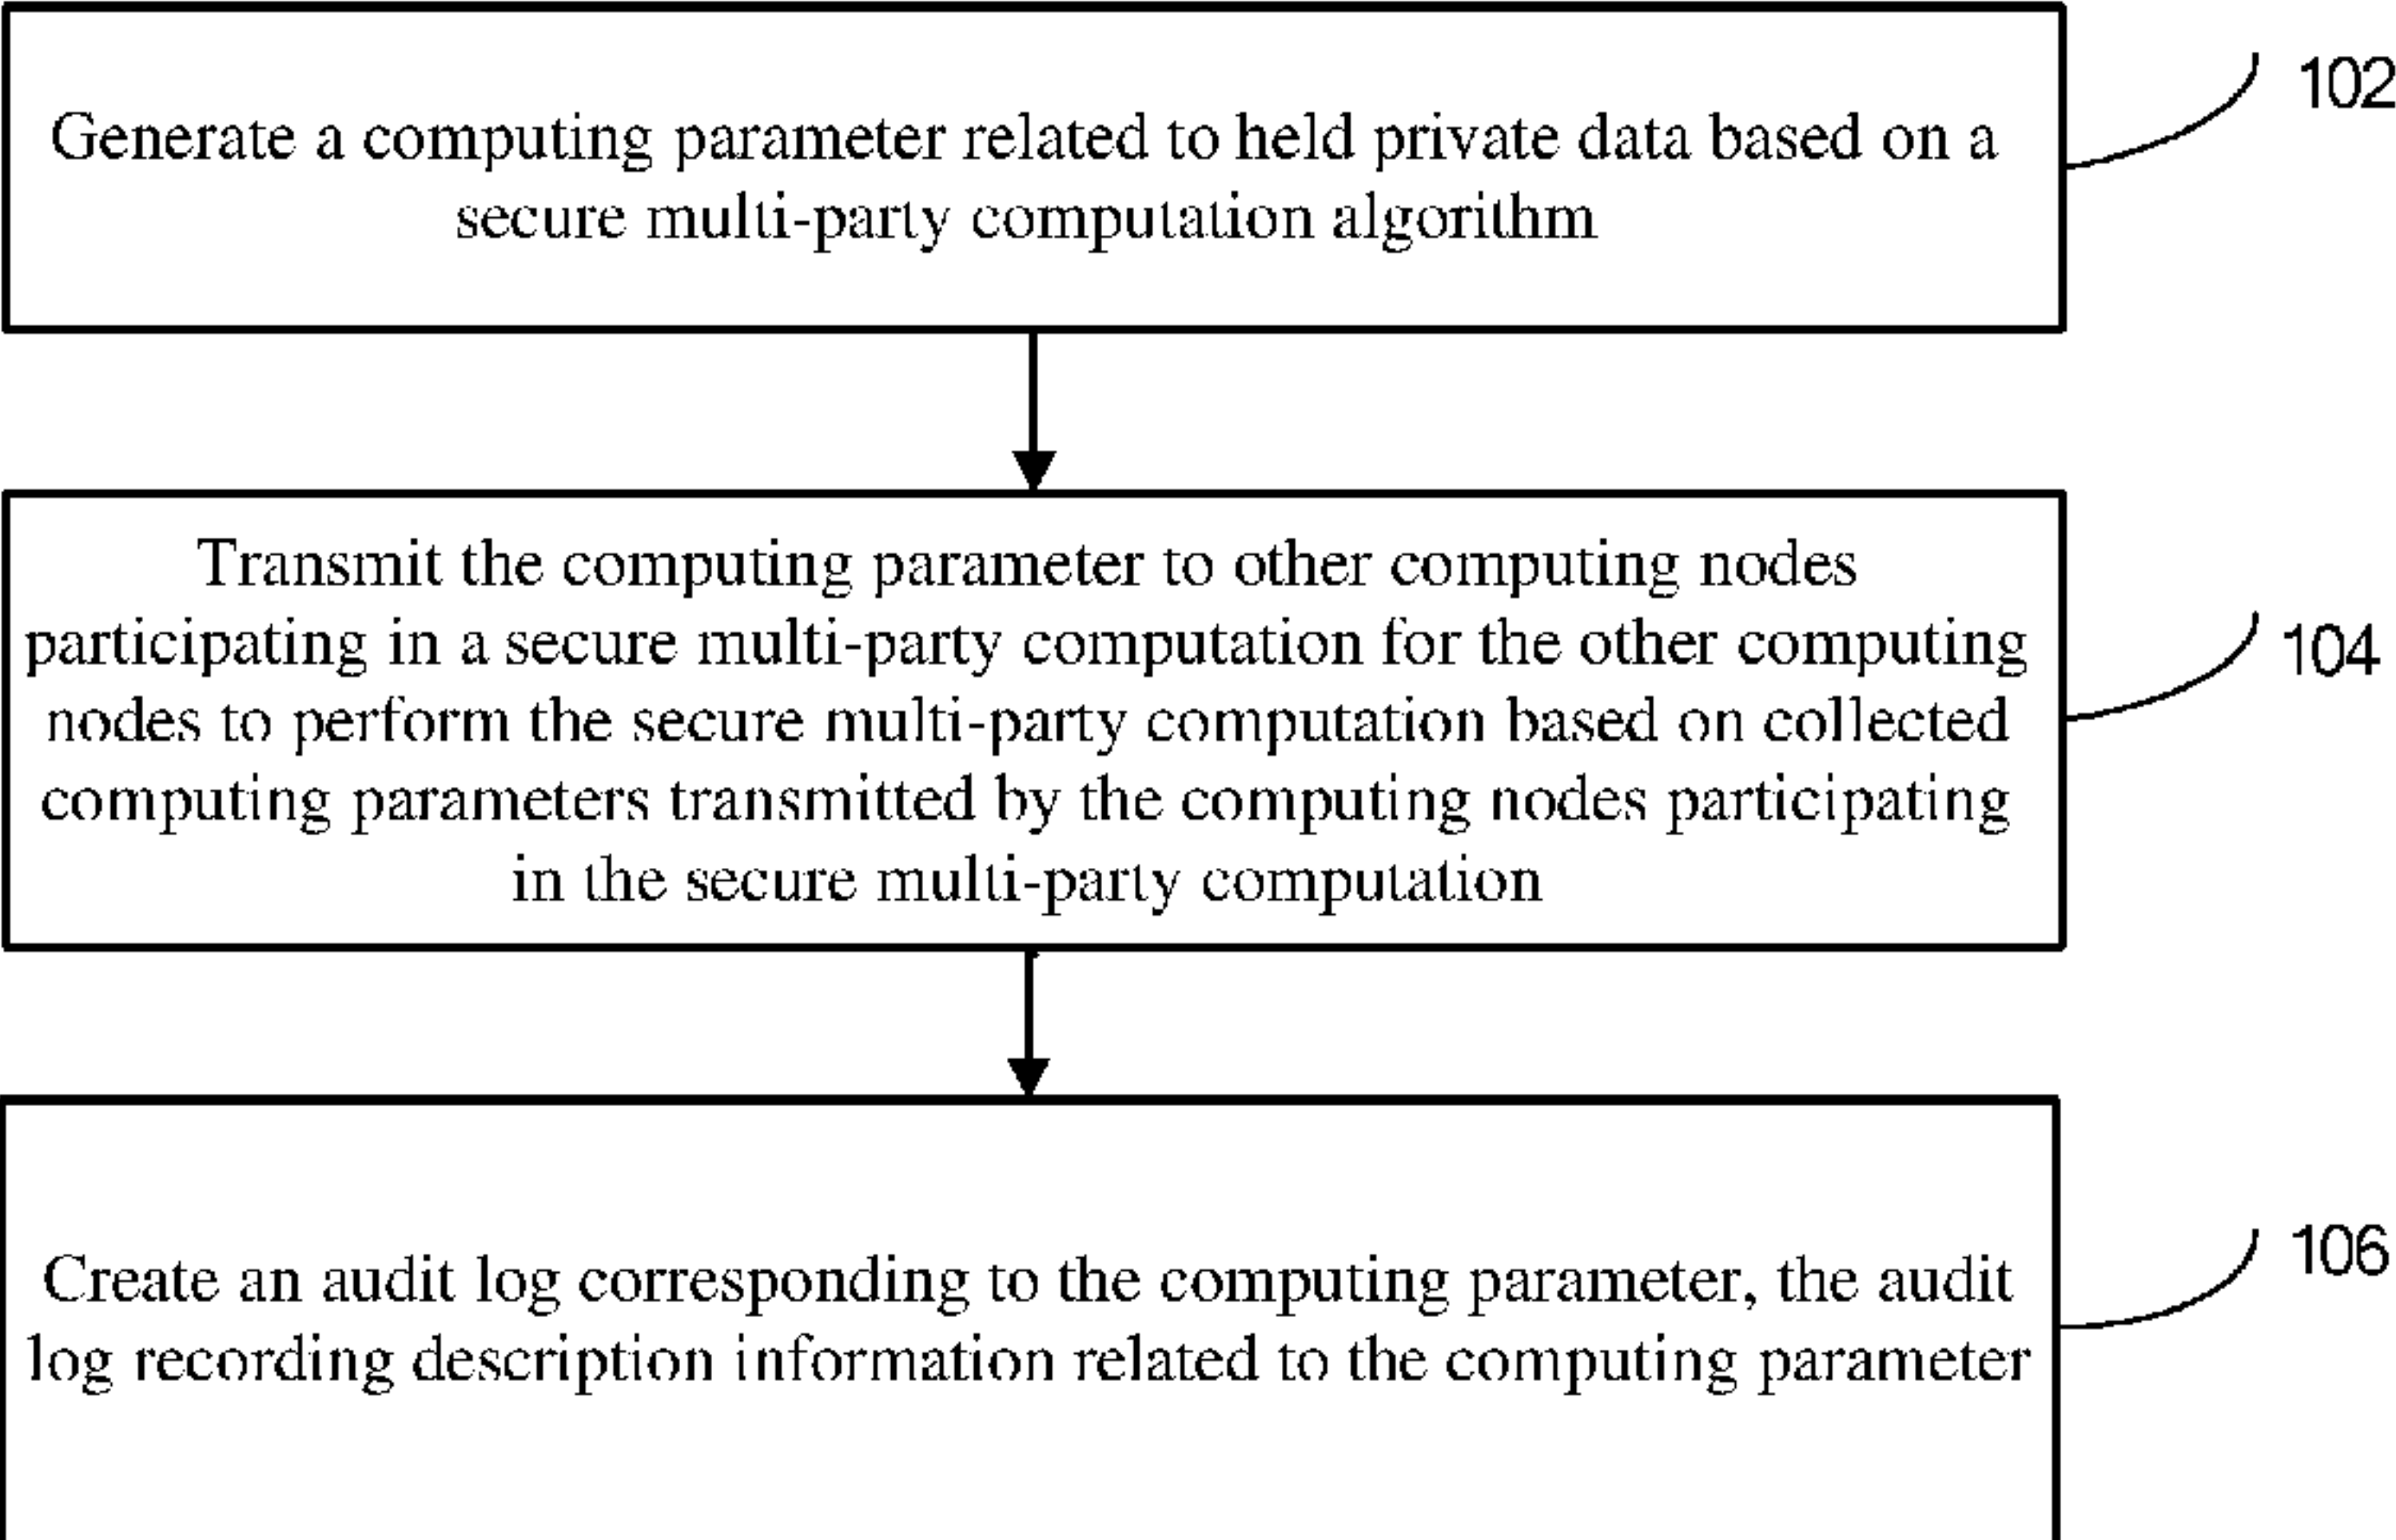 Generate a computing parameter related to held private data based on a
secure multi-party computation algorithm
102
Transmit the computing parameter to other computing nodes
participating in a secure multi-party computation for the other computing
nodes to perform the secure multi-party computation based on collected
computing parameters transmitted by the computing nodes participating
in the secure multi-party computation
104
Create an audit log corresponding to the computing parameter, the audit
log recording description information related to the computing parameter
106